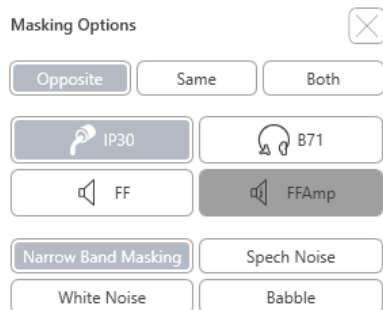 Masking Options
Opposite Same Both
IP30 B71
FF FFAmp
Narrow Band Masking Spech Noise
White Noise Babble